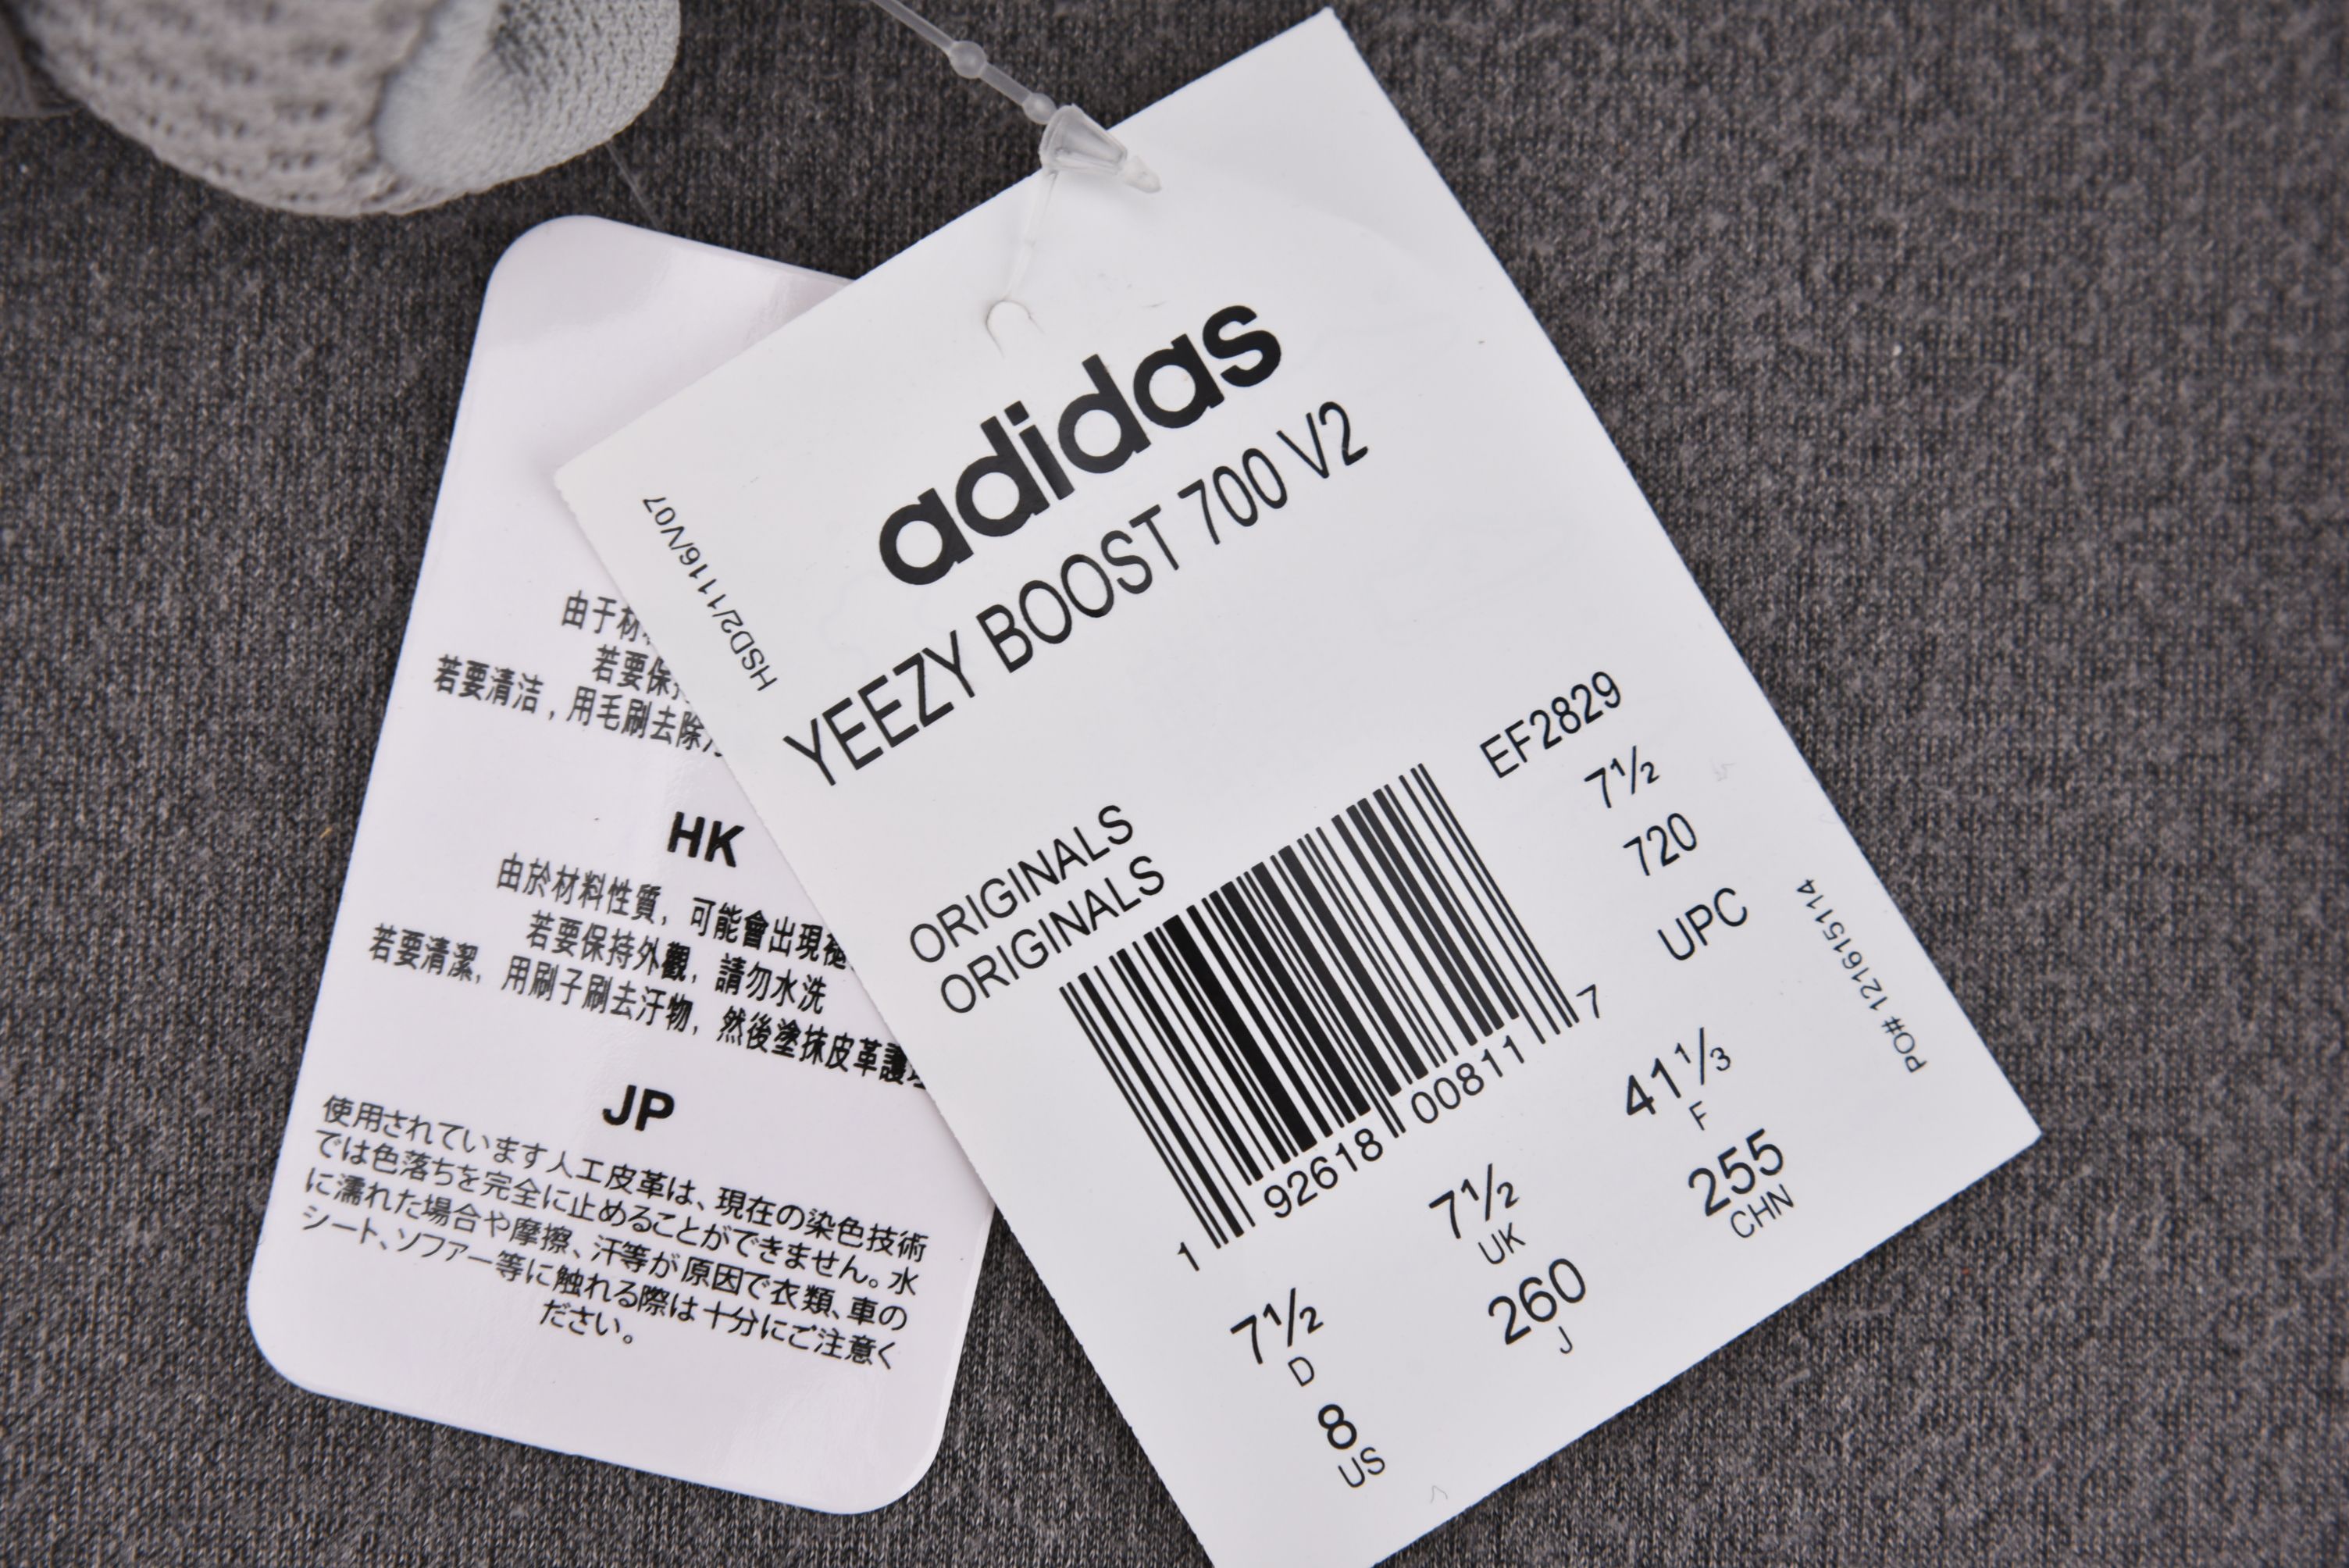 由于材
若要保
若要清洁,用毛刷去除
HK
由於材料性質,可能會出現褪
若要保持外觀,請勿水洗
若要清潔,用刷子刷去汙物,然後塗抹皮革護
JP
使用されています人工皮革は、現在の染色技術
では色落ちを完全に止めることができません。水
に濡れた場合や摩擦、汗等が原因で衣類、車の
シート、ソファー等に触れる際は十分にご注意く
ださい。
HSD2/1116/V07
adidas
YEEZY BOOST 700 V2
ORIGINALS
ORIGINALS
EF2829
7½
720
UPC
1 92618 00811 7
PO# 121615114
7½ D
7½ UK
41⅓ F
8 US
260 J
255 CHN